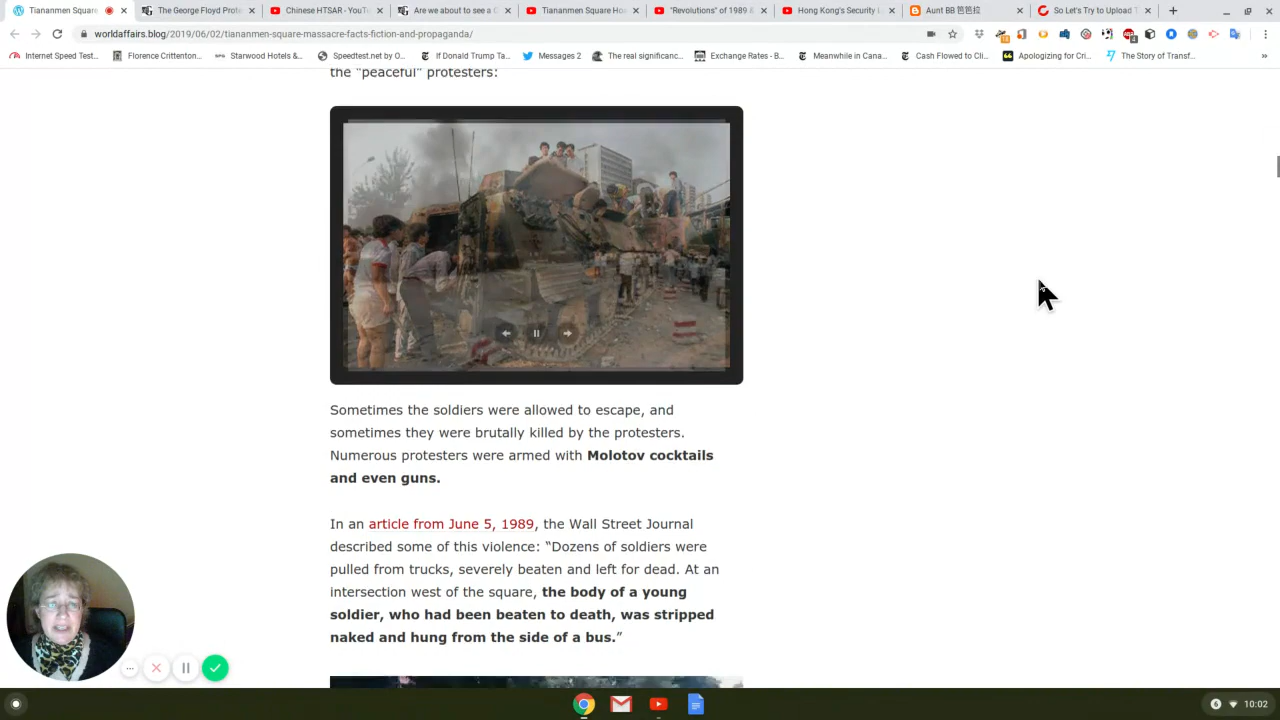 Tiananmen Square
The George Floyd Prote
Chinese HTSAR - YouT
Are we about to see a C
Tiananmen Square Ho
"Revolutions" of 1989 &
Hong Kong's Security L
Aunt BB 芭芭拉
So Let's Try to Upload T
worldaffairs.blog/2019/06/02/tiananmen-square-massacre-facts-fiction-and-propaganda/
Internet Speed Test...
Florence Crittenton...
Starwood Hotels &...
Speedtest.net by O...
If Donald Trump Ta...
Messages 2
The real significanc...
Exchange Rates - B...
Meanwhile in Cana...
Cash Flowed to Cli...
Apologizing for Cri...
The Story of Transf...
the "peaceful" protesters:
Sometimes the soldiers were allowed to escape, and
sometimes they were brutally killed by the protesters.
Numerous protesters were armed with Molotov cocktails
and even guns.
In an article from June 5, 1989, the Wall Street Journal
described some of this violence: “Dozens of soldiers were
pulled from trucks, severely beaten and left for dead. At an
intersection west of the square, the body of a young
soldier, who had been beaten to death, was stripped
naked and hung from the side of a bus.”
6 10:02